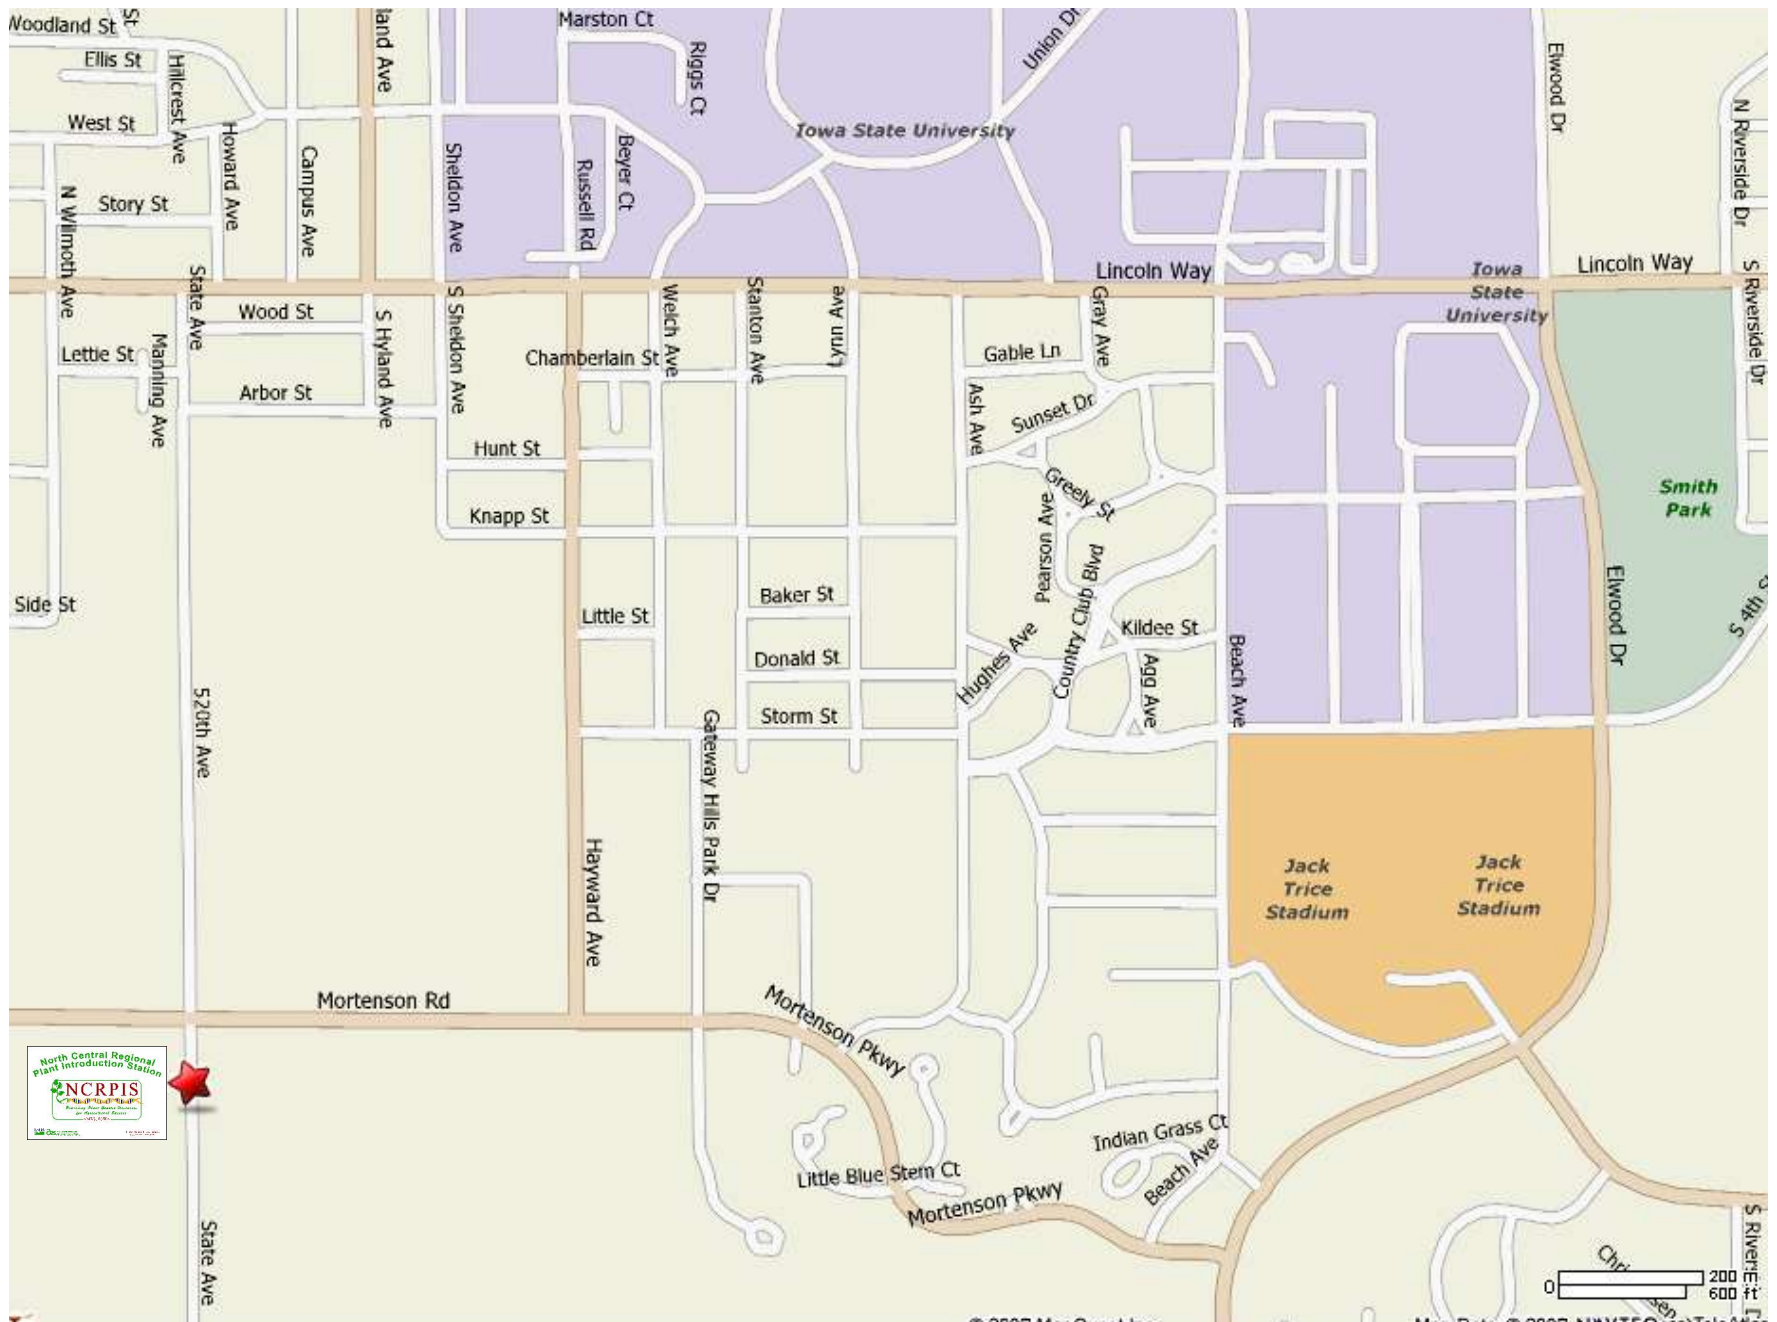 Woodland St
St
Ellis St
Hillcrest Ave
West St
Howard Ave
N Wilmoth Ave
Story St
Campus Ave
land Ave
Sheldon Ave
Marston Ct
Riggs Ct
Beyer Ct
Russell Rd
Iowa State University
Union Dr
Elwood Dr
N Riverside Dr
Lincoln Way
Iowa
State
University
Lincoln Way
S Riverside Dr
State Ave
Wood St
S Hyland Ave
S Sheldon Ave
Lettie St
Manning Ave
Arbor St
Chamberlain St
Welch Ave
Stanton Ave
Lynn Ave
Gray Ave
Gable Ln
Ash Ave
Sunset Dr
Hunt St
Greely St
Knapp St
Pearson Ave
Smith
Park
Side St
Little St
Baker St
Donald St
Storm St
Hughes Ave
Country Club Blvd
Kildee St
Agg Ave
Beach Ave
Elwood Dr
S 4th S
520th Ave
Gateway Hills Park Dr
Hayward Ave
Jack
Trice
Stadium
Jack
Trice
Stadium
Mortenson Rd
Mortenson Pkwy
North Central Regional
Plant Introduction Station
NCRPIS
Little Blue Stem Ct
Indian Grass Ct
Beach Ave
Mortenson Pkwy
State Ave
S River
0
200
600 ft